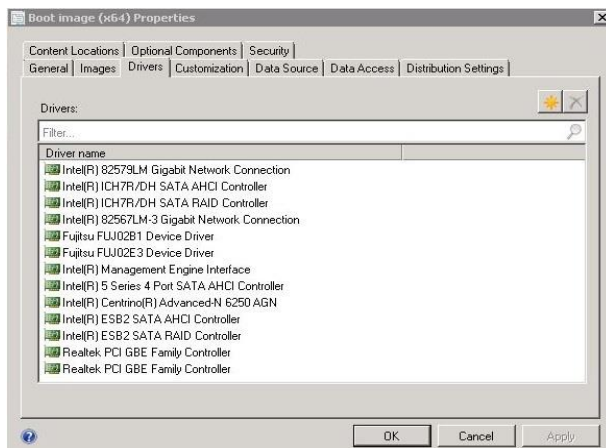 Boot image (x64) Properties
Content Locations Optional Components Security
General Images Drivers Customization Data Source Data Access Distribution Settings
Drivers:
Filter...
Driver name
Intel(R) 82579LM Gigabit Network Connection
Intel(R) ICH7R/DH SATA AHCI Controller
Intel(R) ICH7R/DH SATA RAID Controller
Intel(R) 82567LM-3 Gigabit Network Connection
Fujitsu FUJ02B1 Device Driver
Fujitsu FUJ02E3 Device Driver
Intel(R) Management Engine Interface
Intel(R) 5 Series 4 Port SATA AHCI Controller
Intel(R) Centrino(R) Advanced-N 6250 AGN
Intel(R) ESB2 SATA AHCI Controller
Intel(R) ESB2 SATA RAID Controller
Realtek PCI GBE Family Controller
Realtek PCI GBE Family Controller
OK Cancel Apply